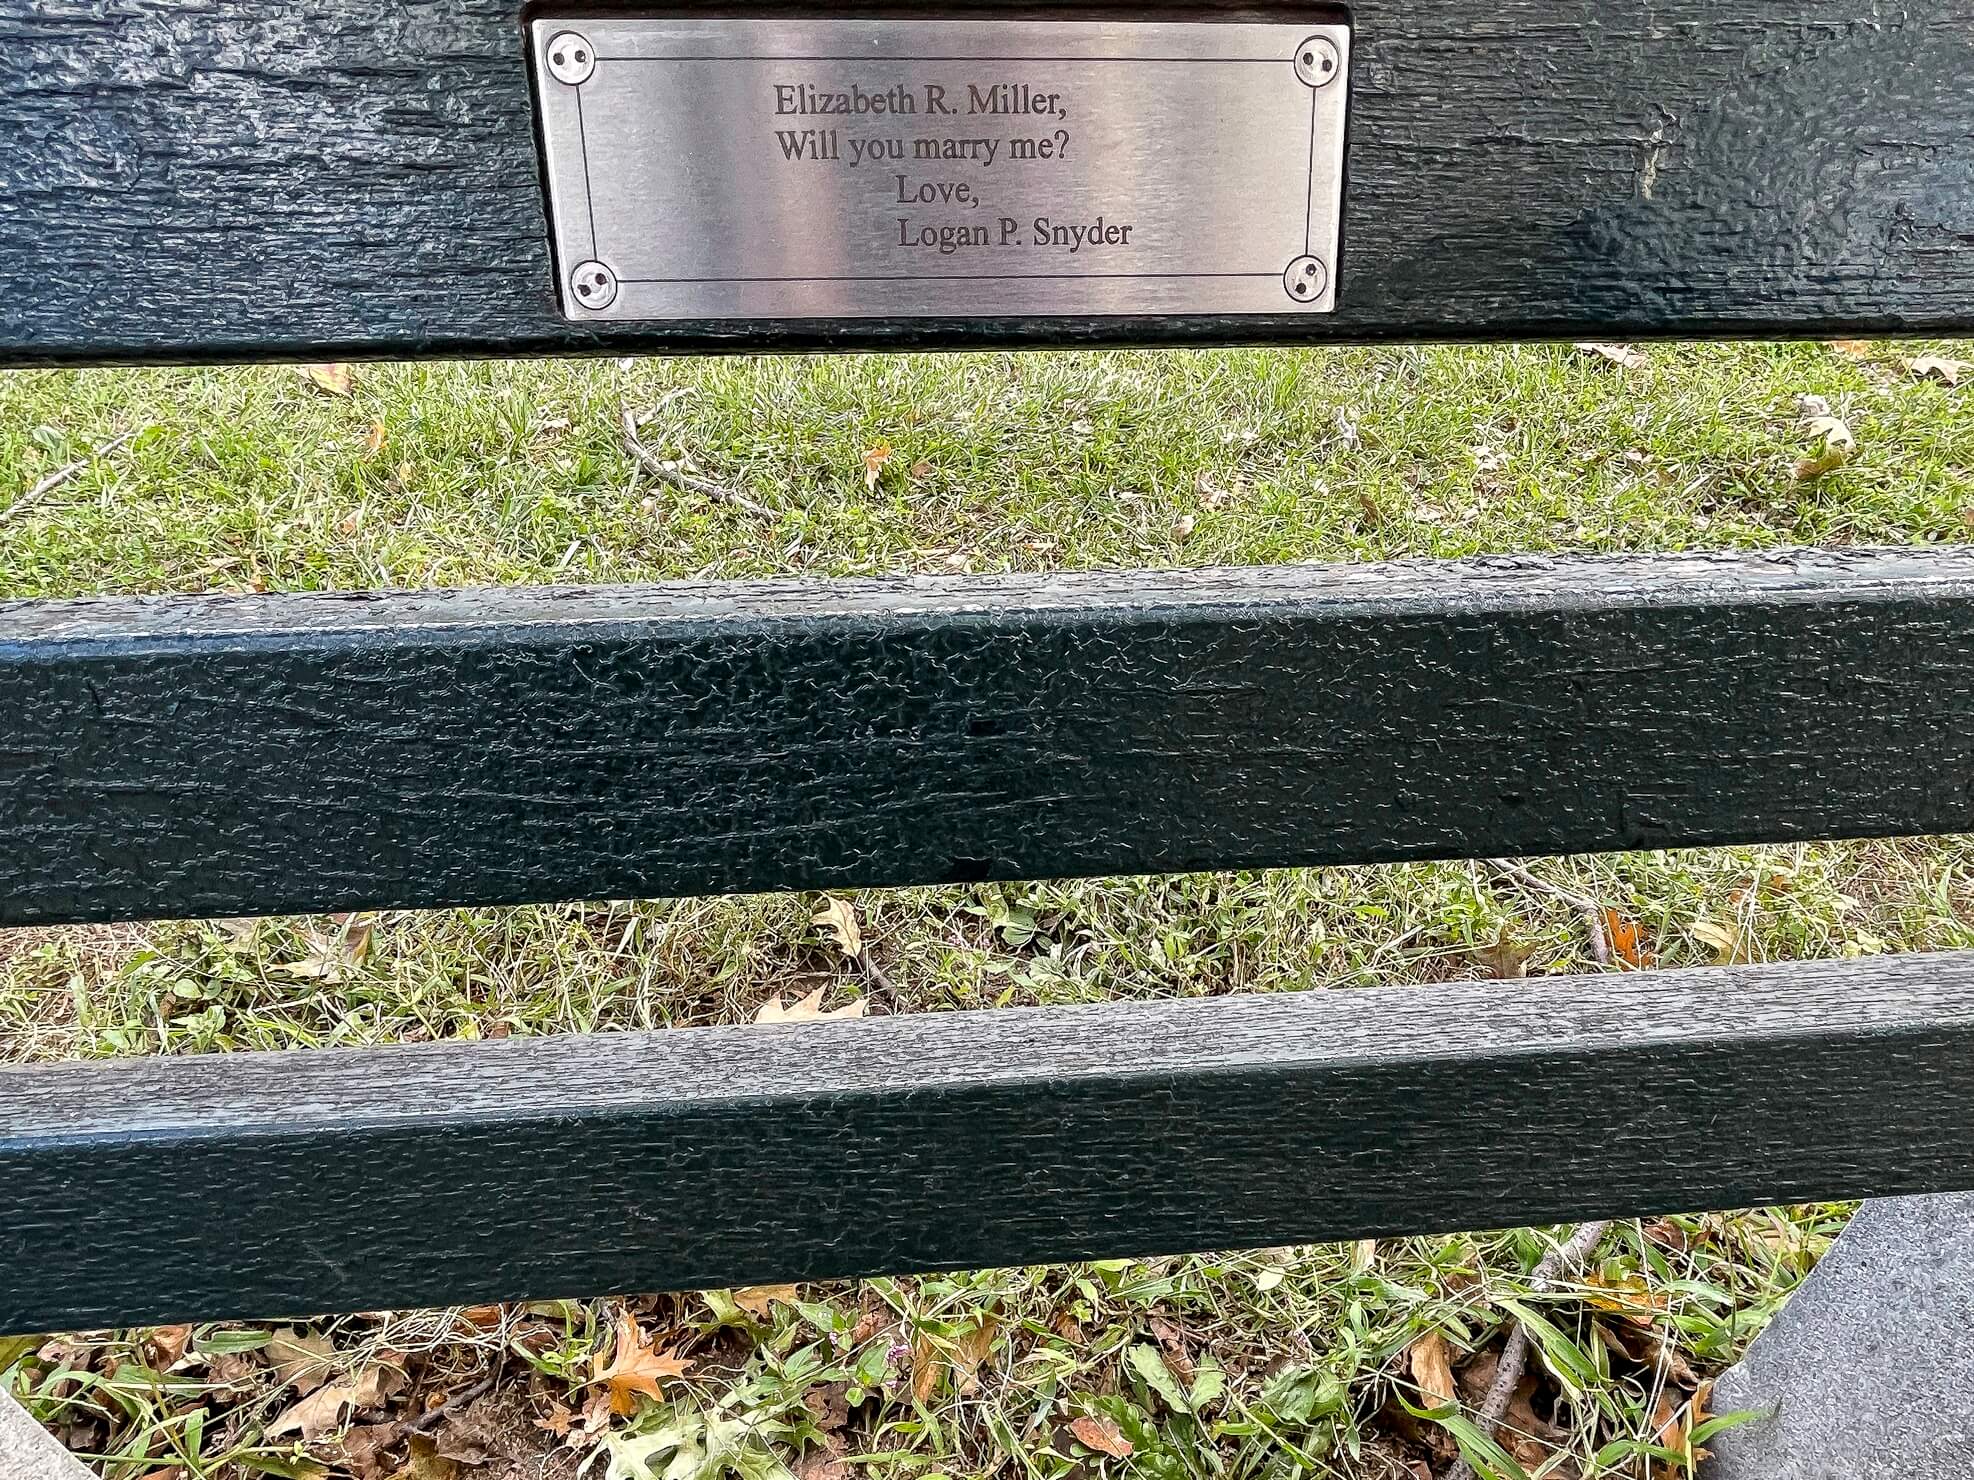 Elizabeth R. Miller,
Will you marry me?
Love,
Logan P. Snyder